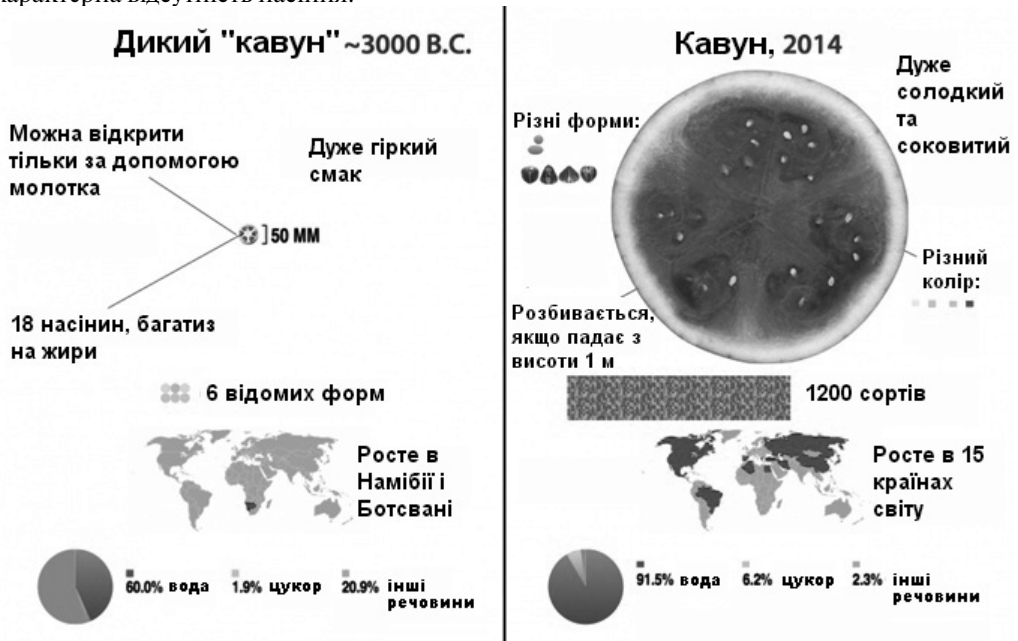 характерна відсутність насіння.
Дикий "кавун" ~3000 B.C.
Можна відкрити
тільки за допомогою
молотка
Дуже гіркий
смак
50 ММ
18 насінин, багатиз
на жири
6 відомих форм
Росте в
Намібії і
Ботсвані
60.0% вода
1.9% цукор
20.9% інші
речовини
Кавун, 2014
Дуже
солодкий
та
соковитий
Різні форми:
Різний
колір:
Розбивається,
якщо падає з
висоти 1 м
1200 сортів
Росте в 15
країнах
світу
91.5% вода
6.2% цукор
2.3% інші
речовини